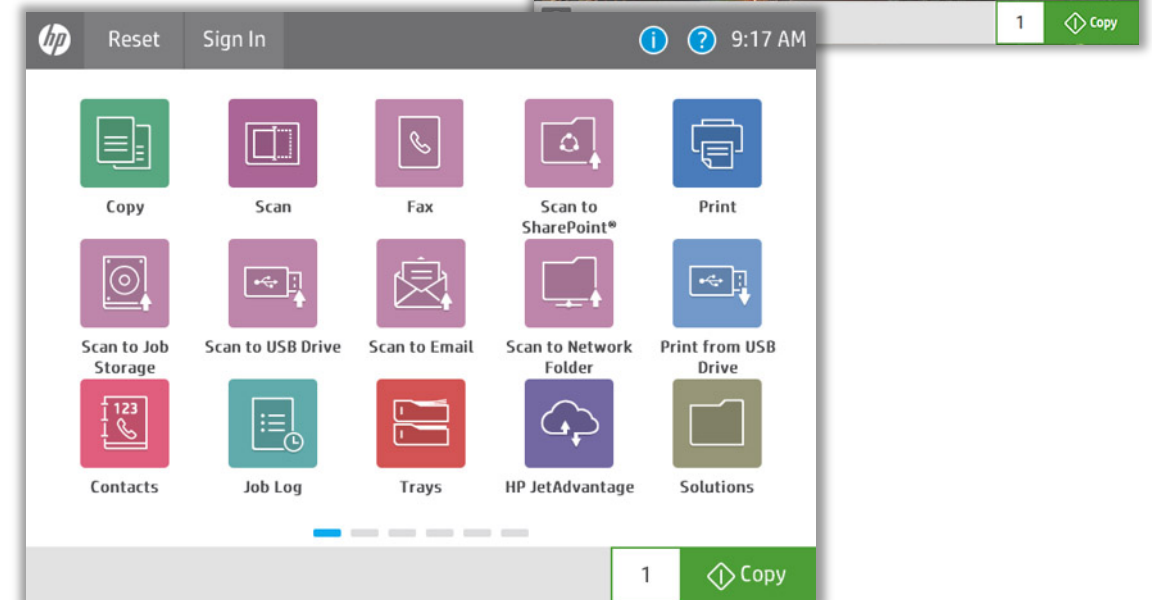 1 Copy
hp Reset Sign In i ? 9:17 AM
Copy Scan Fax Scan to SharePoint® Print
Scan to Job Storage Scan to USB Drive Scan to Email Scan to Network Folder Print from USB Drive
123
Contacts Job Log Trays HP JetAdvantage Solutions
1 Copy